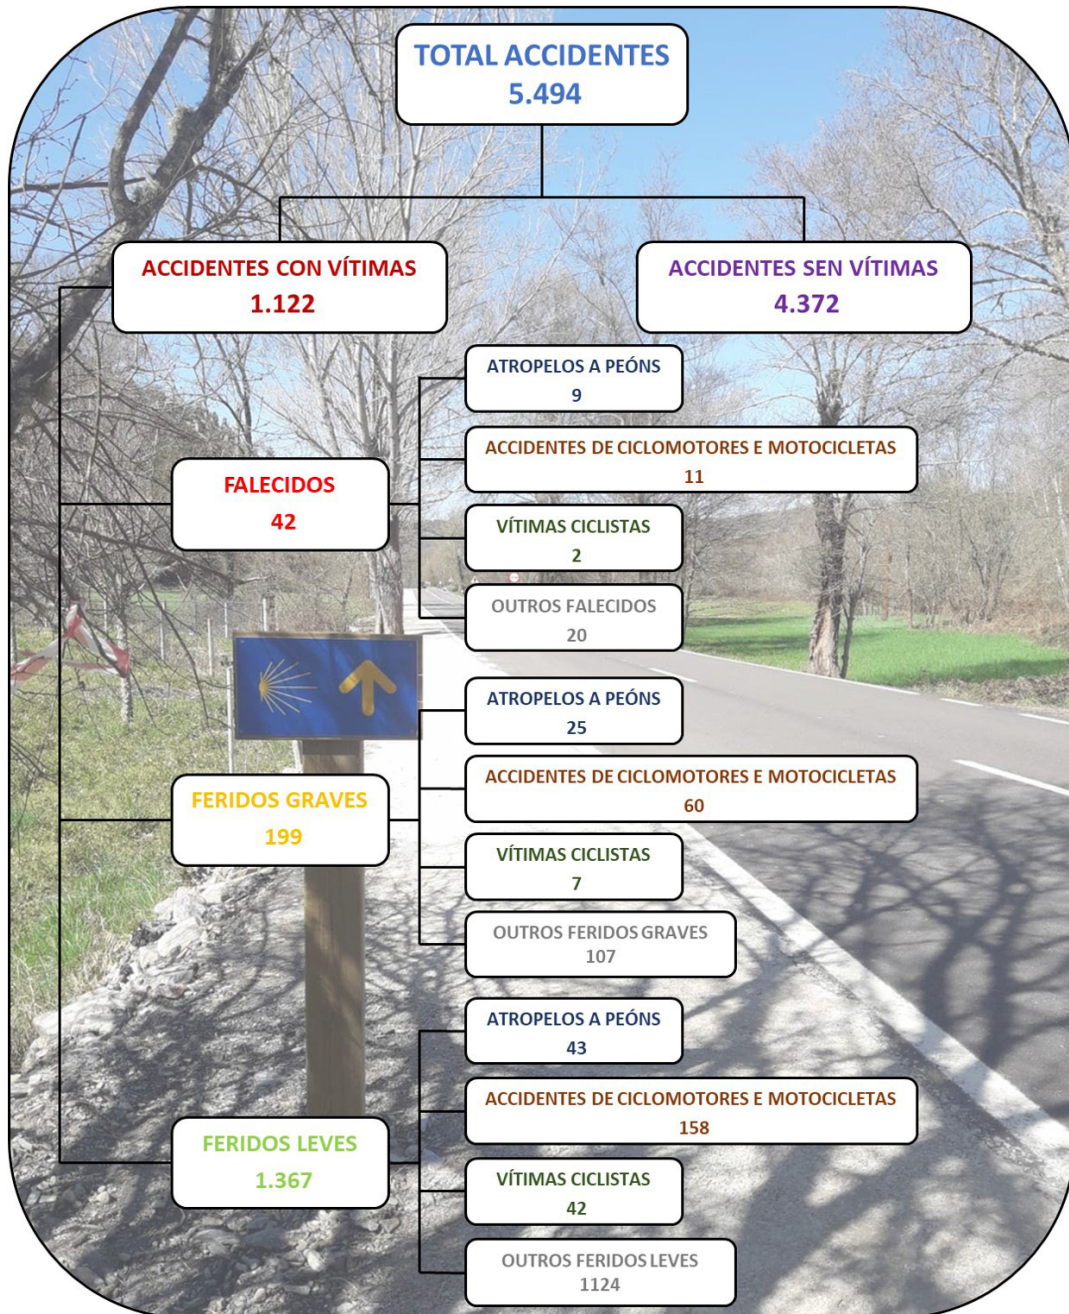 TOTAL ACCIDENTES
5.494
ACCIDENTES CON VÍTIMAS
1.122
ACCIDENTES SEN VÍTIMAS
4.372
FALECIDOS
42
ATROPELOS A PEÓNS
9
ACCIDENTES DE CICLOMOTORES E MOTOCICLETAS
11
VÍTIMAS CICLISTAS
2
OUTROS FALECIDOS
20
FERIDOS GRAVES
199
ATROPELOS A PEÓNS
25
ACCIDENTES DE CICLOMOTORES E MOTOCICLETAS
60
VÍTIMAS CICLISTAS
7
OUTROS FERIDOS GRAVES
107
FERIDOS LEVES
1.367
ATROPELOS A PEÓNS
43
ACCIDENTES DE CICLOMOTORES E MOTOCICLETAS
158
VÍTIMAS CICLISTAS
42
OUTROS FERIDOS LEVES
1124